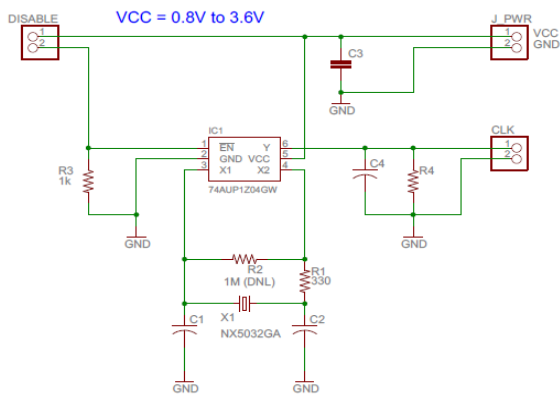 DISABLE
VCC = 0.8V to 3.6V
J_PWR
1
2
1
2
VCC
GND
C3
GND
IC1
1
2
3
EN
GND
X1
Y
VCC
X2
6
5
4
74AUP1Z04GW
CLK
1
2
R3
1k
C4
R4
GND
GND
R2
1M (DNL)
R1
330
X1
NX5032GA
C1
C2
GND
GND